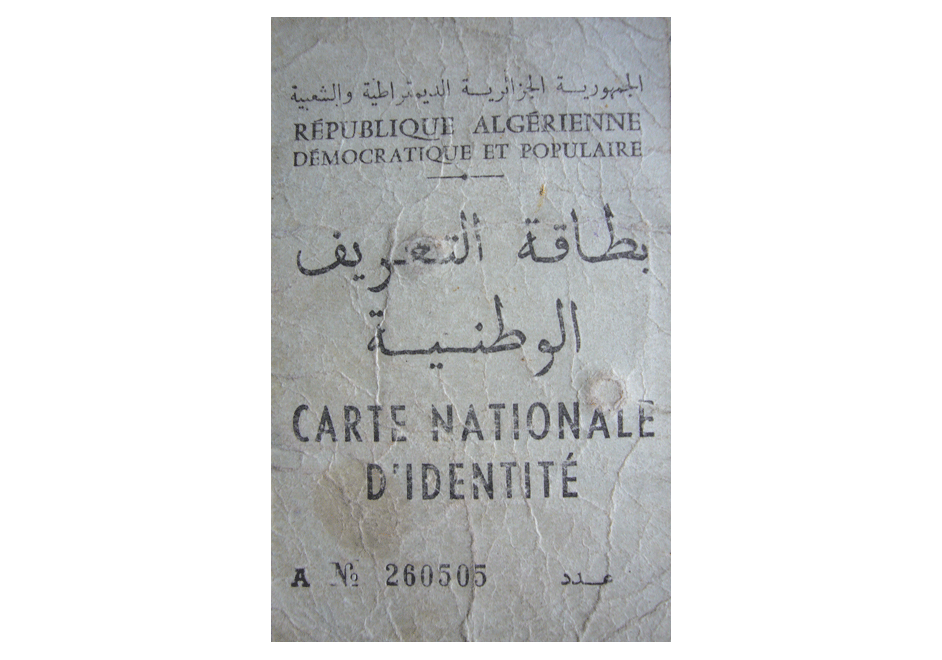 الجمهورية الجزائرية الديمقراطية والشعبية
RÉPUBLIQUE ALGÉRIENNE
DÉMOCRATIQUE ET POPULAIRE
بطاقة التعريف
الوطنية
CARTE NATIONALE
D'IDENTITÉ
A № 260505 عدد